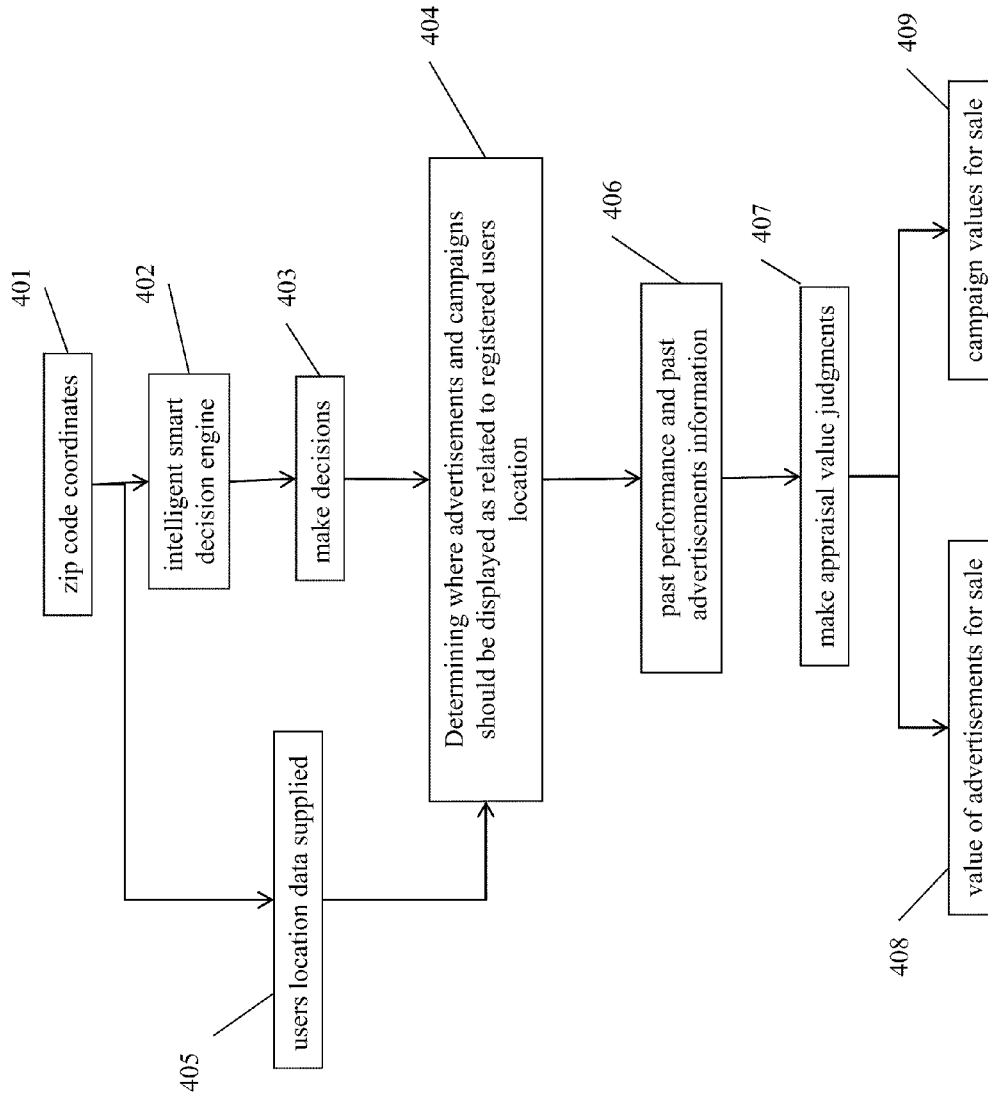 401
zip code coordinates
402
intelligent smart
decision engine
403
make decisions
405
users location data supplied
404
Determining where advertisements and campaigns
should be displayed as related to registered users
location
406
past performance and past
advertisements information
407
make appraisal value judgments
408
value of advertisements for sale
409
campaign values for sale